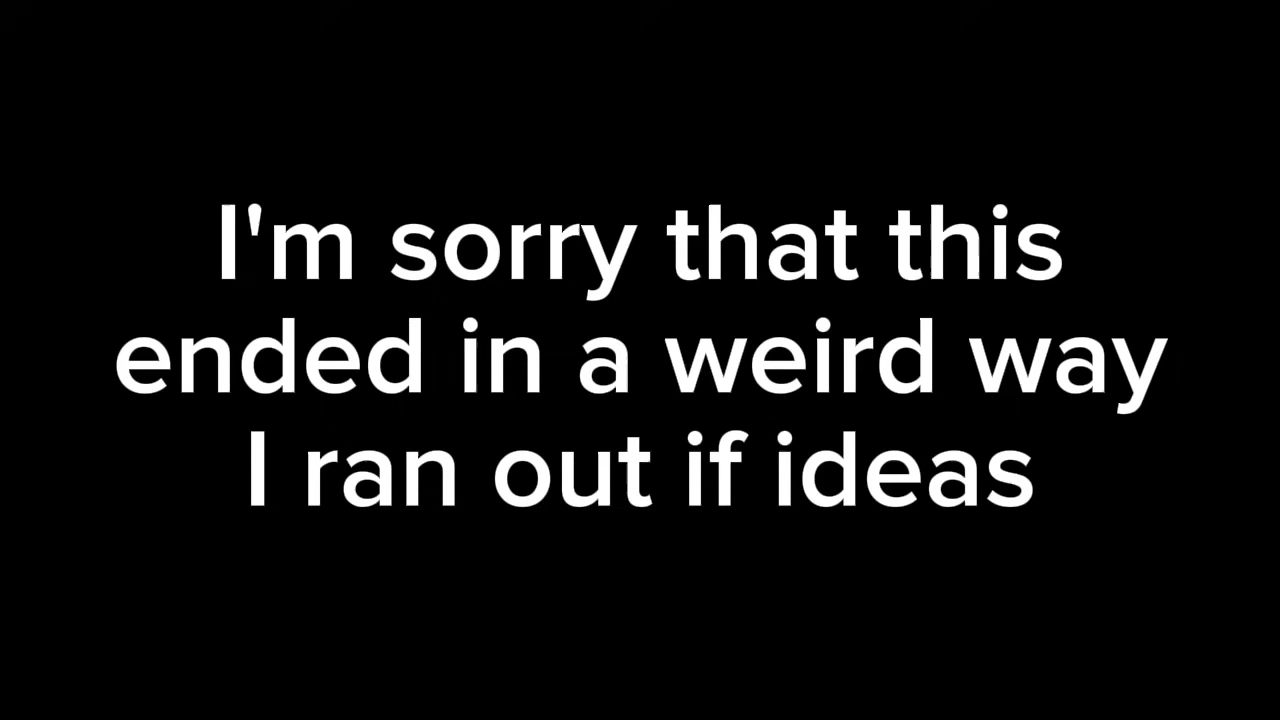 I'm sorry that this
ended in a weird way
I ran out if ideas